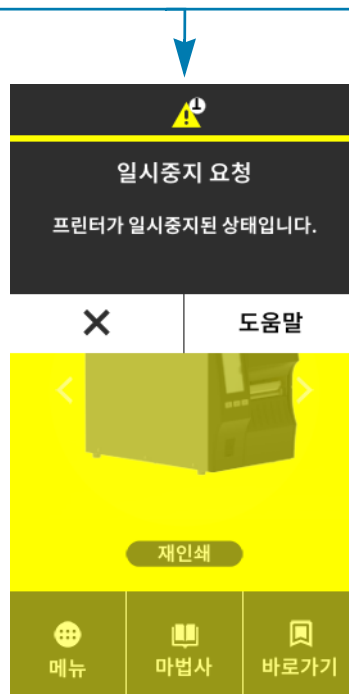 일시중지 요청
프린터가 일시중지된 상태입니다.
도움말
재인쇄
메뉴
마법사
바로가기